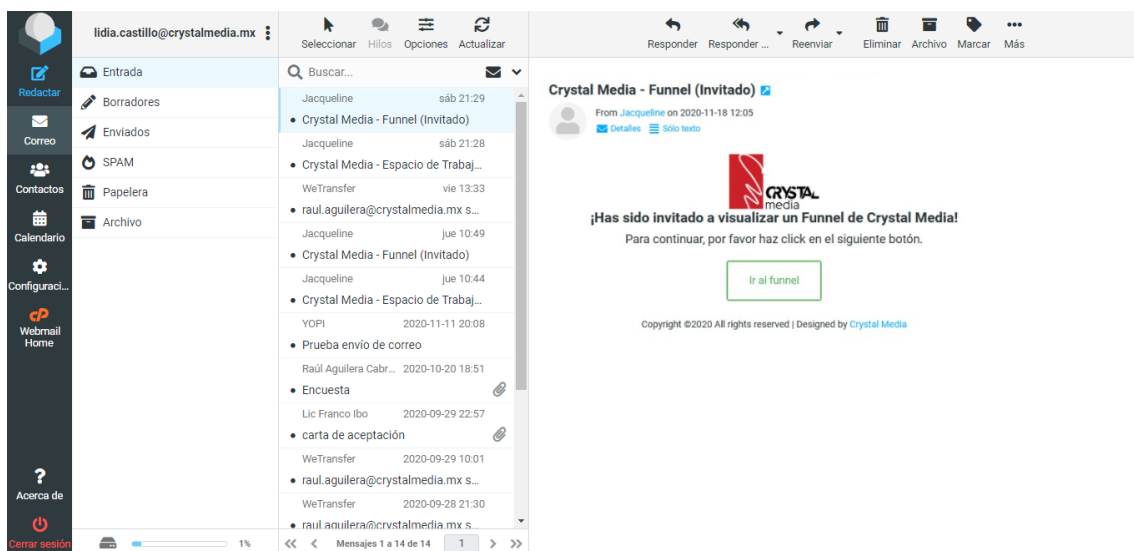 lidia.castillo@crystalmedia.mx
Seleccionar Hilos Opciones Actualizar
Responder Responder ... Reenviar Eliminar Archivo Marcar Más
Redactar
Correo
Contactos
Calendario
Configuraci...
cP
Webmail
Home
Acerca de
Cerrar sesión
Entrada
Borradores
Enviados
SPAM
Papelera
Archivo
1%
Buscar...
Jacqueline sáb 21:29
• Crystal Media - Funnel (Invitado)
Jacqueline sáb 21:28
• Crystal Media - Espacio de Trabaj...
WeTransfer vie 13:33
• raul.aguilera@crystalmedia.mx s...
Jacqueline jue 10:49
• Crystal Media - Funnel (Invitado)
Jacqueline jue 10:44
• Crystal Media - Espacio de Trabaj...
YOPI 2020-11-11 20:08
• Prueba envío de correo
Raúl Aguilera Cabr... 2020-10-20 18:51
• Encuesta
Lic Franco Ibo 2020-09-29 22:57
• carta de aceptación
WeTransfer 2020-09-29 10:01
• raul.aguilera@crystalmedia.mx s...
WeTransfer 2020-09-28 21:30
• raul.aguilera@crystalmedia.mx s...
Mensajes 1 a 14 de 14 1
Crystal Media - Funnel (Invitado)
From Jacqueline on 2020-11-18 12:05
Detalles Sólo texto
CRYSTAL
media
¡Has sido invitado a visualizar un Funnel de Crystal Media!
Para continuar, por favor haz click en el siguiente botón.
Ir al funnel
Copyright ©2020 All rights reserved | Designed by Crystal Media